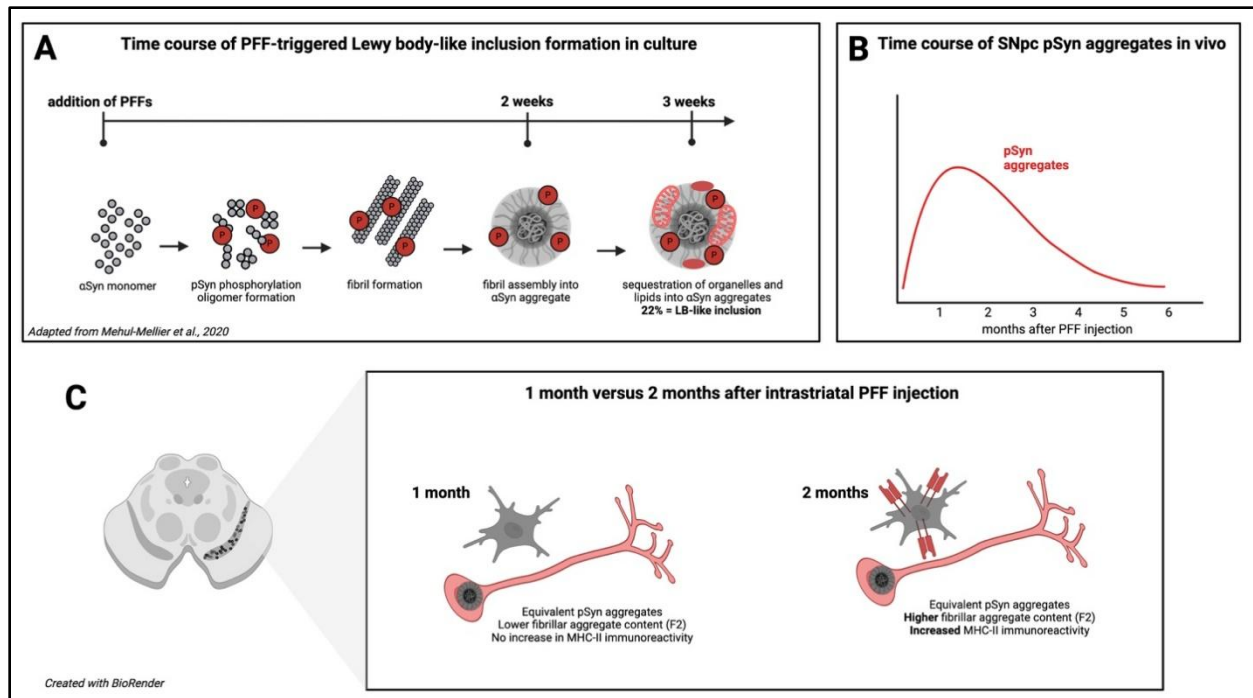 A
Time course of PFF-triggered Lewy body-like inclusion formation in culture
addition of PFFs
2 weeks
3 weeks
P
P
P
P
P
P
P
P
P
P
P
P
αSyn monomer
pSyn phosphorylation
oligomer formation
fibril formation
fibril assembly into
αSyn aggregate
sequestration of organelles and
lipids into αSyn aggregates
22% = LB-like inclusion
Adapted from Mehul-Mellier et al., 2020
B
Time course of SNpc pSyn aggregates in vivo
pSyn
aggregates
1 2 3 4 5 6
months after PFF injection
C
1 month versus 2 months after intrastriatal PFF injection
1 month
Equivalent pSyn aggregates
Lower fibrillar aggregate content (F2)
No increase in MHC-II immunoreactivity
2 months
Equivalent pSyn aggregates
Higher fibrillar aggregate content (F2)
Increased MHC-II immunoreactivity
Created with BioRender